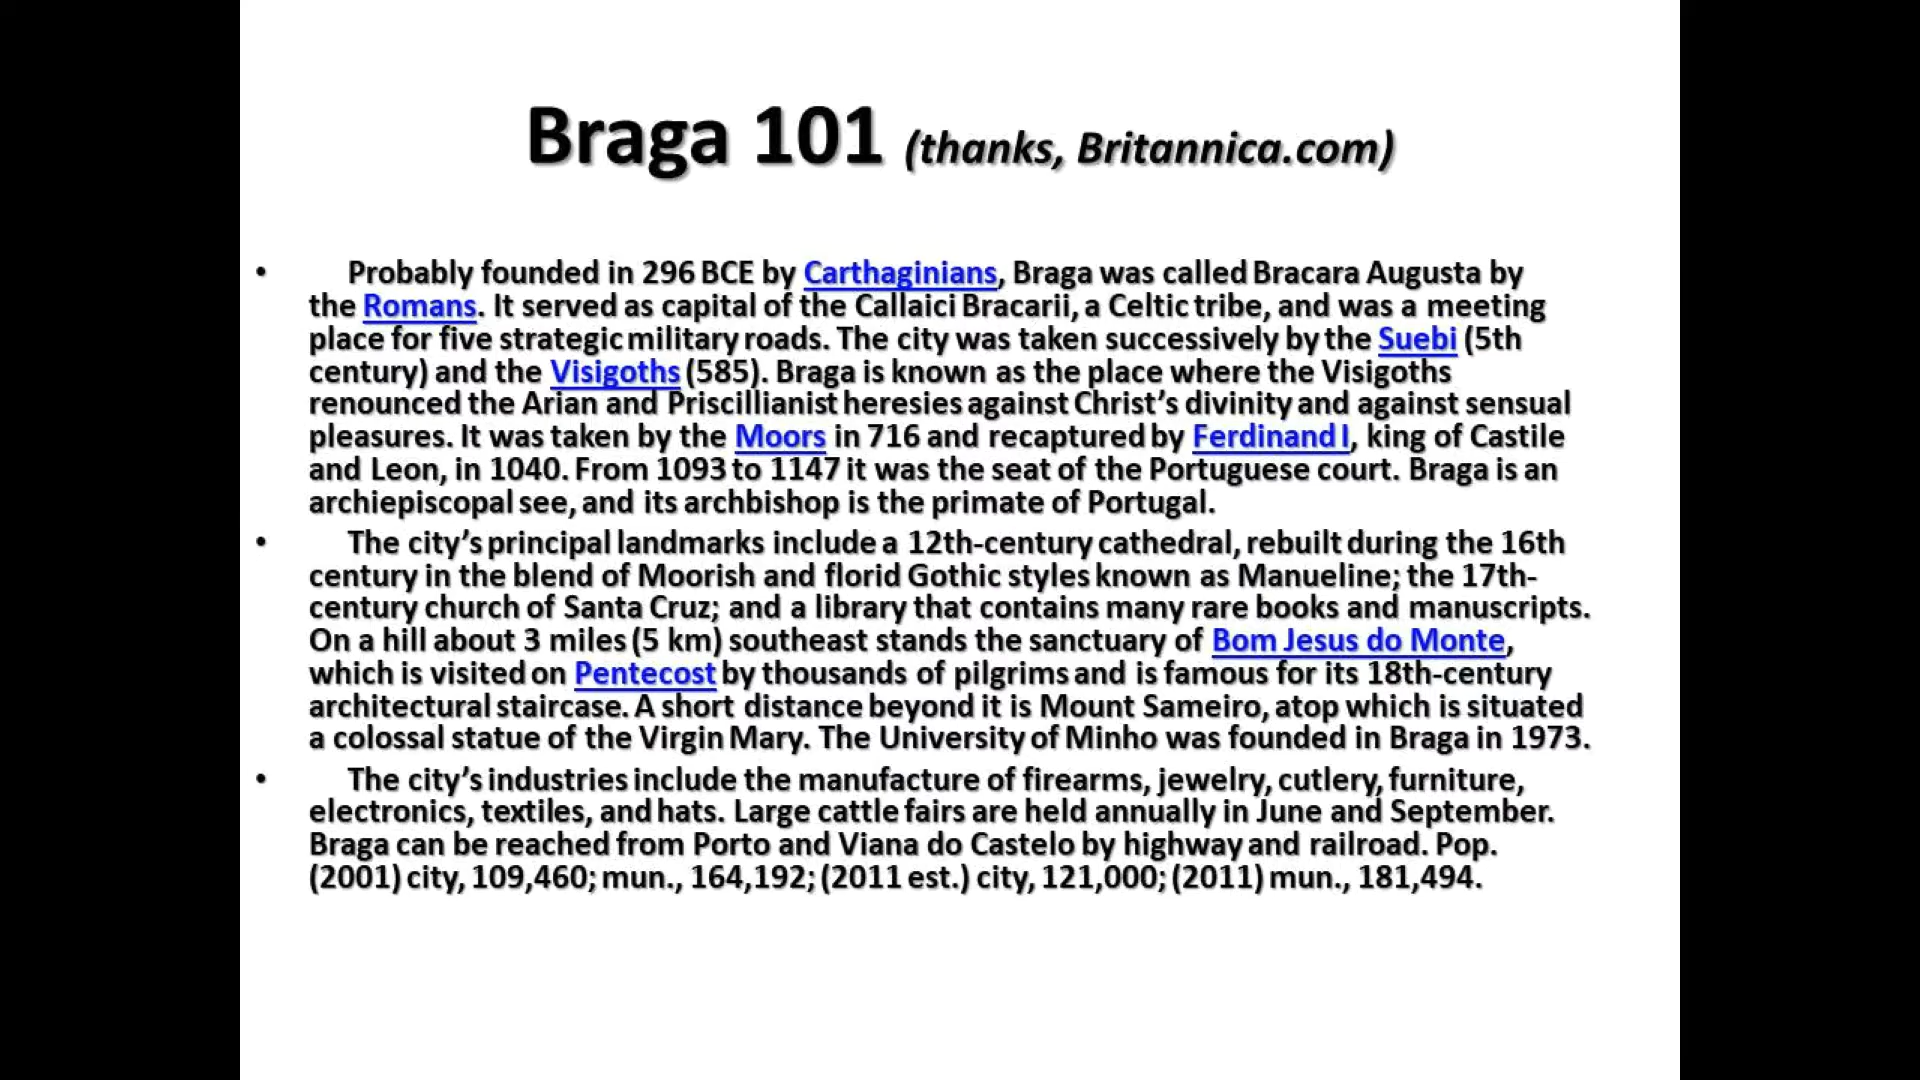 Braga 101 (thanks, Britannica.com)
• Probably founded in 296 BCE by Carthaginians, Braga was called Bracara Augusta by
the Romans. It served as capital of the Callaici Bracarii, a Celtic tribe, and was a meeting
place for five strategic military roads. The city was taken successively by the Suebi (5th
century) and the Visigoths (585). Braga is known as the place where the Visigoths
renounced the Arian and Priscillianist heresies against Christ’s divinity and against sensual
pleasures. It was taken by the Moors in 716 and recaptured by Ferdinand I, king of Castile
and Leon, in 1040. From 1093 to 1147 it was the seat of the Portuguese court. Braga is an
archiepiscopal see, and its archbishop is the primate of Portugal.
• The city’s principal landmarks include a 12th-century cathedral, rebuilt during the 16th
century in the blend of Moorish and florid Gothic styles known as Manueline; the 17th-
century church of Santa Cruz; and a library that contains many rare books and manuscripts.
On a hill about 3 miles (5 km) southeast stands the sanctuary of Bom Jesus do Monte,
which is visited on Pentecost by thousands of pilgrims and is famous for its 18th-century
architectural staircase. A short distance beyond it is Mount Sameiro, atop which is situated
a colossal statue of the Virgin Mary. The University of Minho was founded in Braga in 1973.
• The city’s industries include the manufacture of firearms, jewelry, cutlery, furniture,
electronics, textiles, and hats. Large cattle fairs are held annually in June and September.
Braga can be reached from Porto and Viana do Castelo by highway and railroad. Pop.
(2001) city, 109,460; mun., 164,192; (2011 est.) city, 121,000; (2011) mun., 181,494.